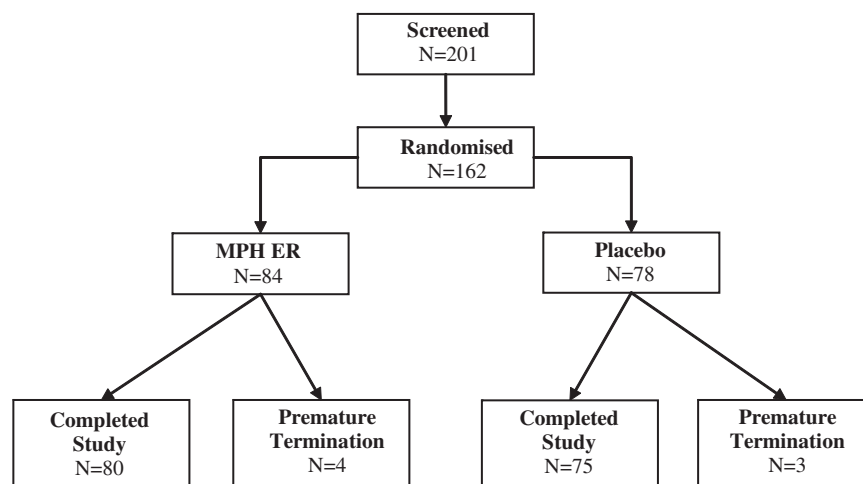 Screened
N=201
Randomised
N=162
MPH ER
N=84
Placebo
N=78
Completed
Study
N=80
Premature
Termination
N=4
Completed
Study
N=75
Premature
Termination
N=3